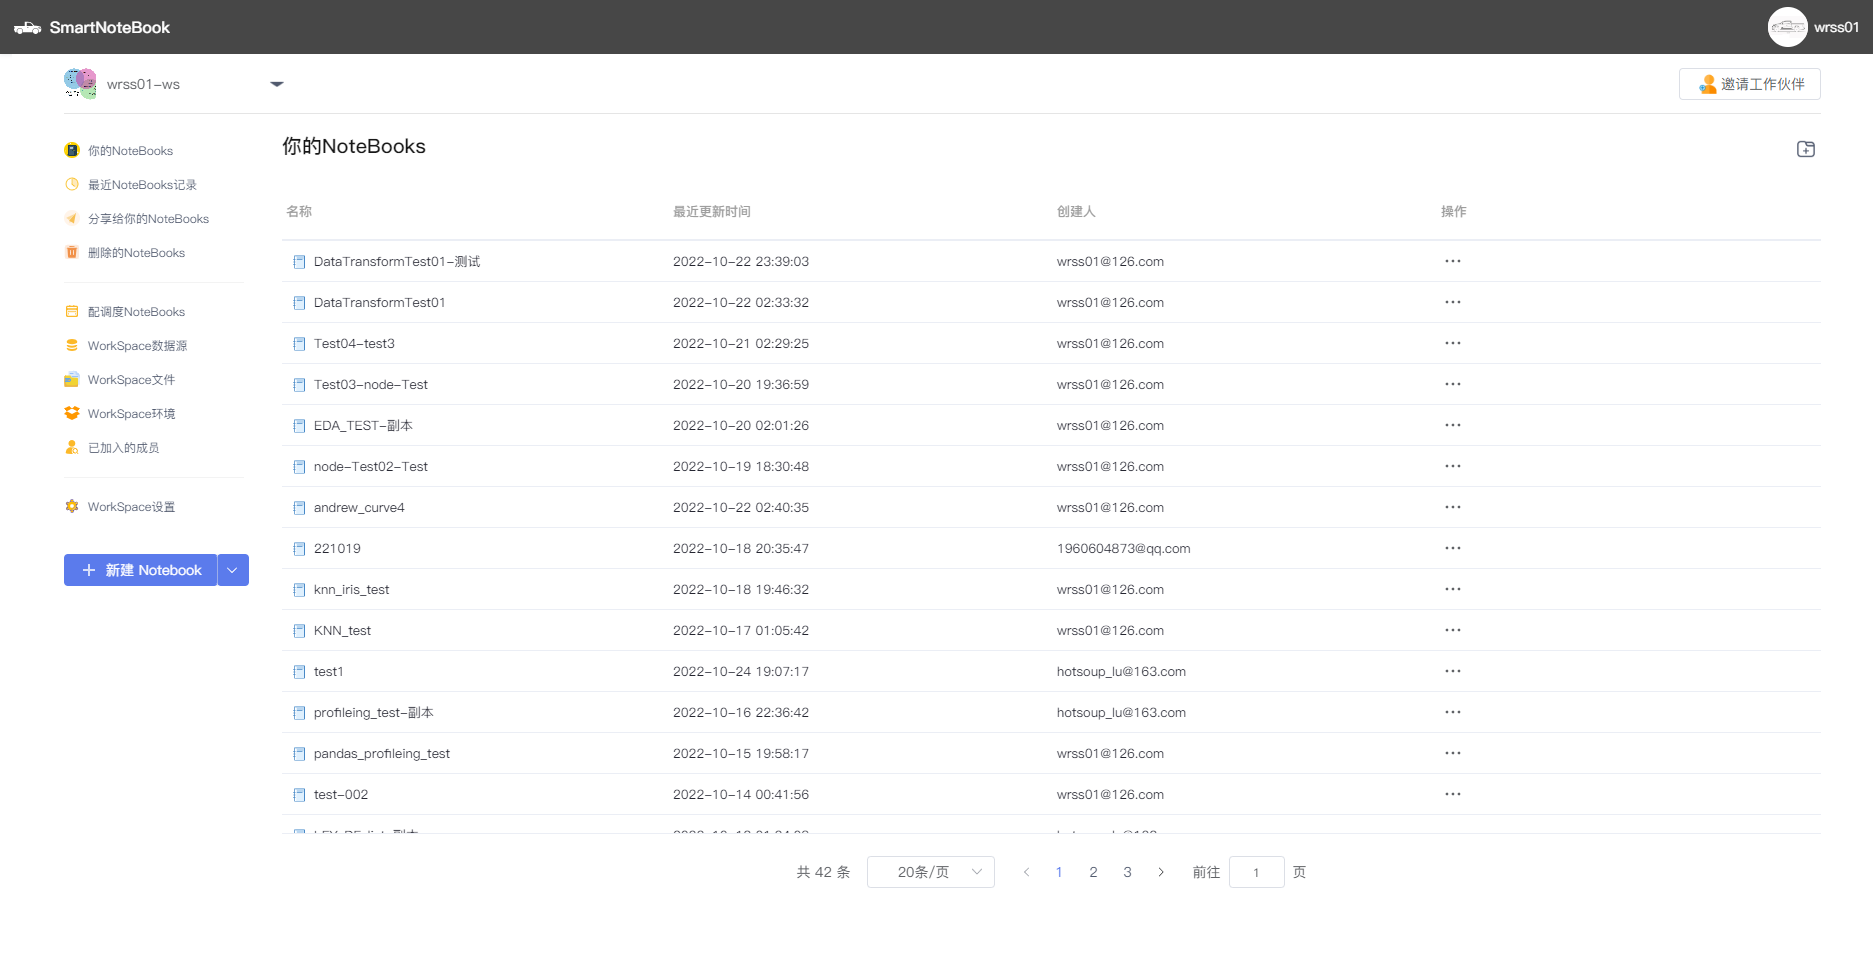 SmartNoteBook
wrss01
wrss01-ws
邀请工作伙伴
你的NoteBooks
最近NoteBooks记录
分享给你的NoteBooks
删除的NoteBooks
配调度NoteBooks
WorkSpace数据源
WorkSpace文件
WorkSpace环境
已加入的成员
WorkSpace设置
新建 Notebook
你的NoteBooks
名称 最近更新时间 创建人 操作
DataTransformTest01-测试 2022-10-22 23:39:03 wrss01@126.com ···
DataTransformTest01 2022-10-22 02:33:32 wrss01@126.com ···
Test04-test3 2022-10-21 02:29:25 wrss01@126.com ···
Test03-node-Test 2022-10-20 19:36:59 wrss01@126.com ···
EDA_TEST-副本 2022-10-20 02:01:26 wrss01@126.com ···
node-Test02-Test 2022-10-19 18:30:48 wrss01@126.com ···
andrew_curve4 2022-10-22 02:40:35 wrss01@126.com ···
221019 2022-10-18 20:35:47 1960604873@qq.com ···
knn_iris_test 2022-10-18 19:46:32 wrss01@126.com ···
KNN_test 2022-10-17 01:05:42 wrss01@126.com ···
test1 2022-10-24 19:07:17 hotsoup_lu@163.com ···
profileing_test-副本 2022-10-16 22:36:42 hotsoup_lu@163.com ···
pandas_profileing_test 2022-10-15 19:58:17 wrss01@126.com ···
test-002 2022-10-14 00:41:56 wrss01@126.com ···
共 42 条 20条/页 < 1 2 3 > 前往 1 页